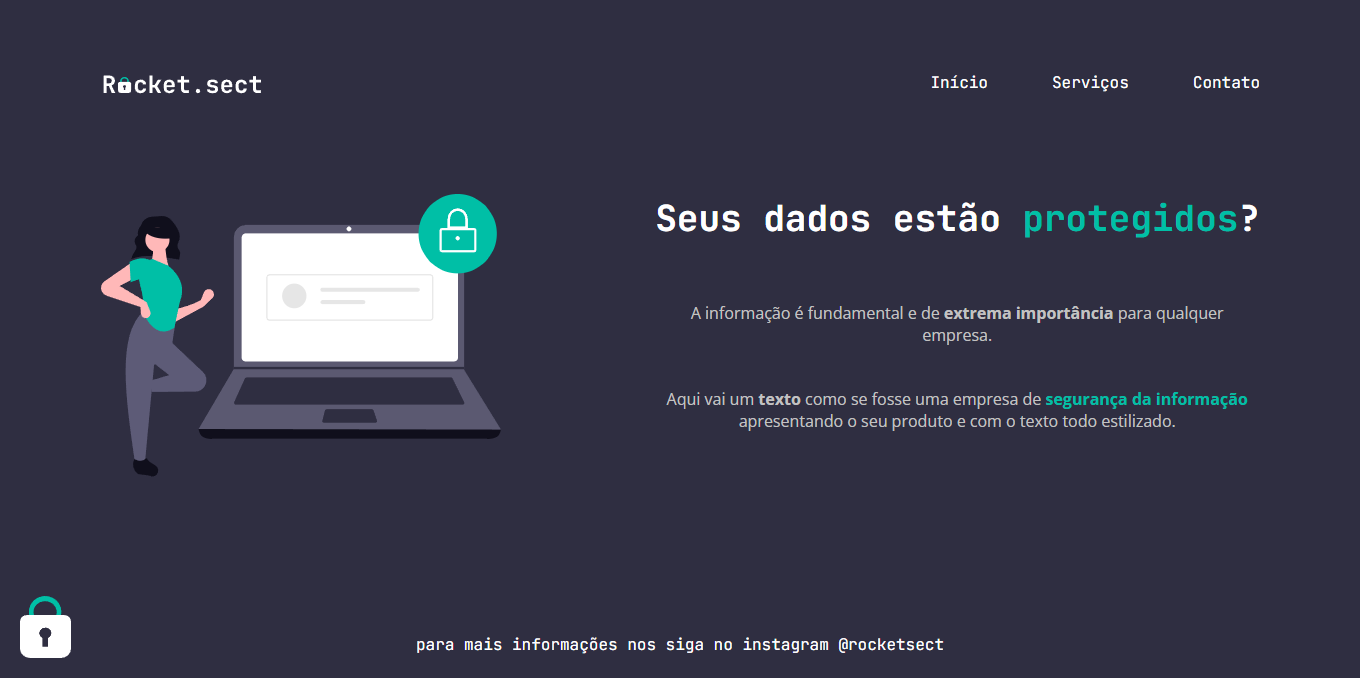 Rocket.sect
Início Serviços Contato
Seus dados estão protegidos?
A informação é fundamental e de extrema importância para qualquer
empresa.
Aqui vai um texto como se fosse uma empresa de segurança da informação
apresentando o seu produto e com o texto todo estilizado.
para mais informações nos siga no instagram @rocketsect